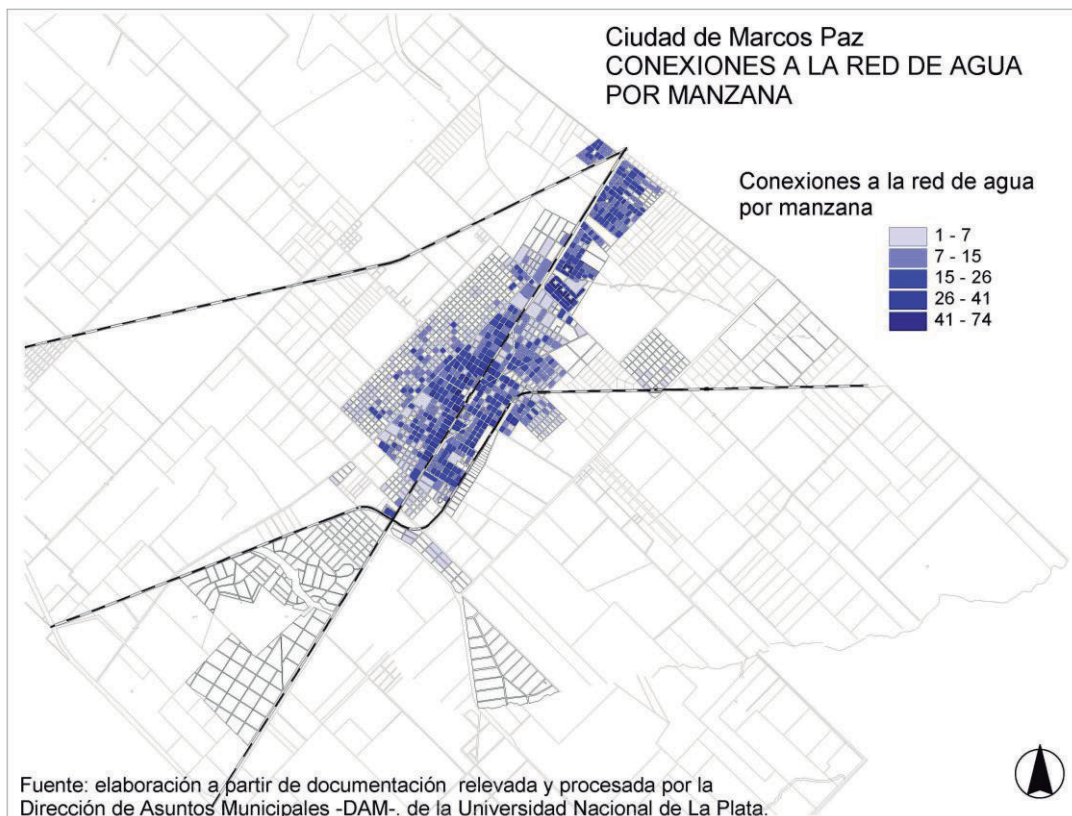 Ciudad de Marcos Paz
CONEXIONES A LA RED DE AGUA
POR MANZANA
Conexiones a la red de agua
por manzana
1 - 7
7 - 15
15 - 26
26 - 41
41 - 74
Fuente: elaboración a partir de documentación relevada y procesada por la
Dirección de Asuntos Municipales -DAM-. de la Universidad Nacional de La Plata.